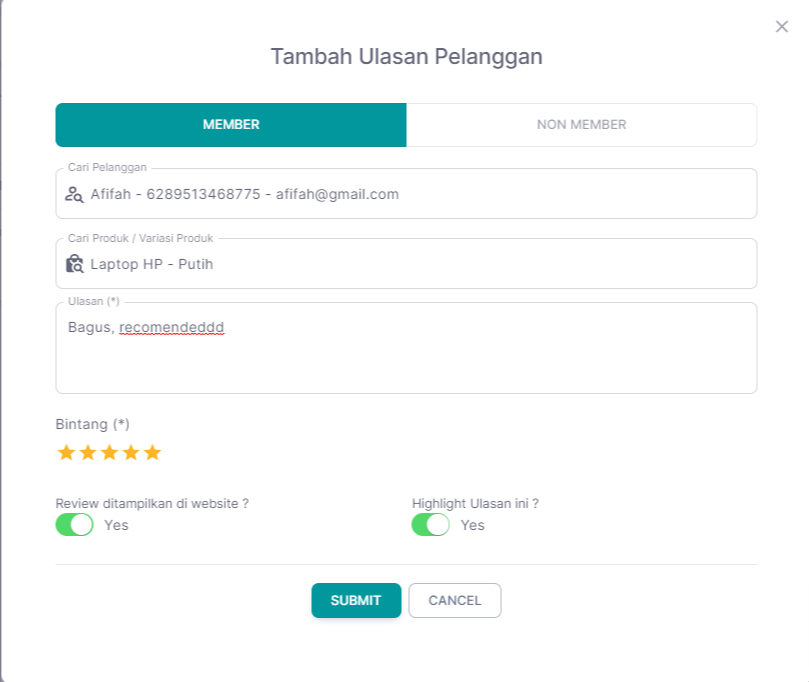 Tambah Ulasan Pelanggan
MEMBER
NON MEMBER
Cari Pelanggan
Afifah - 6289513468775 - afifah@gmail.com
Cari Produk / Variasi Produk
Laptop HP - Putih
Ulasan (*)
Bagus, recomendeddd
Bintang (*)
Review ditampilkan di website ?
Yes
Highlight Ulasan ini ?
Yes
SUBMIT
CANCEL